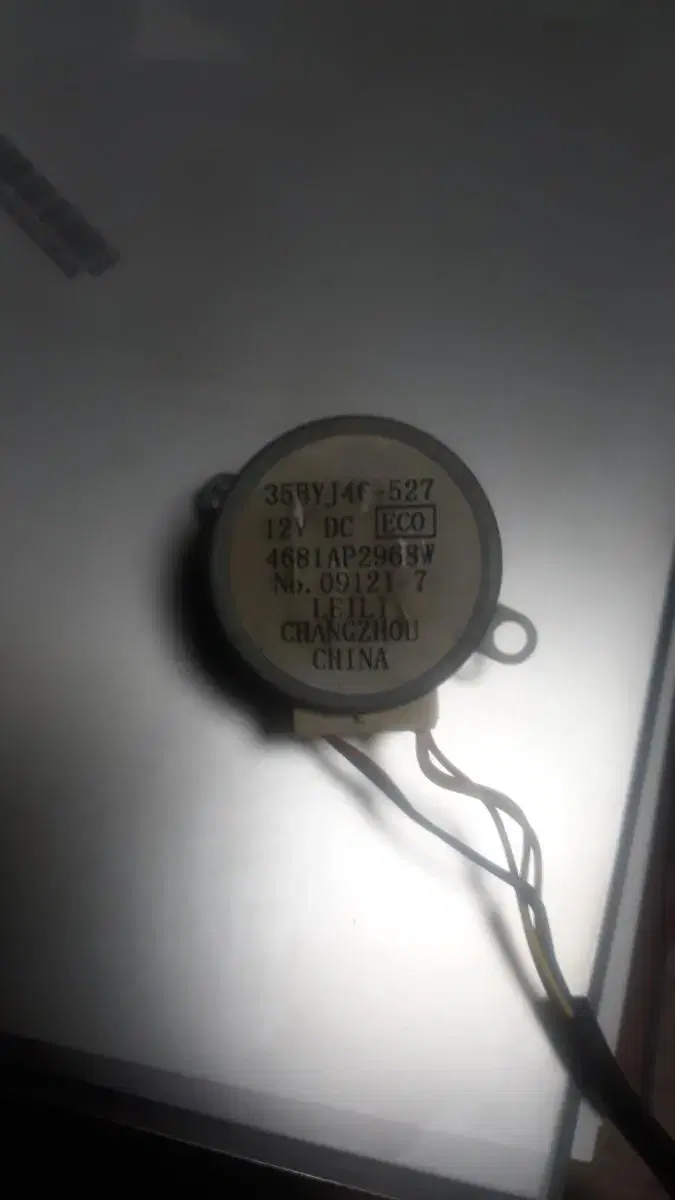 35BYJ46-527
12V DC ECO
4681AP2968W
No. 09121-7
LEILI
CHANGZHOU
CHINA